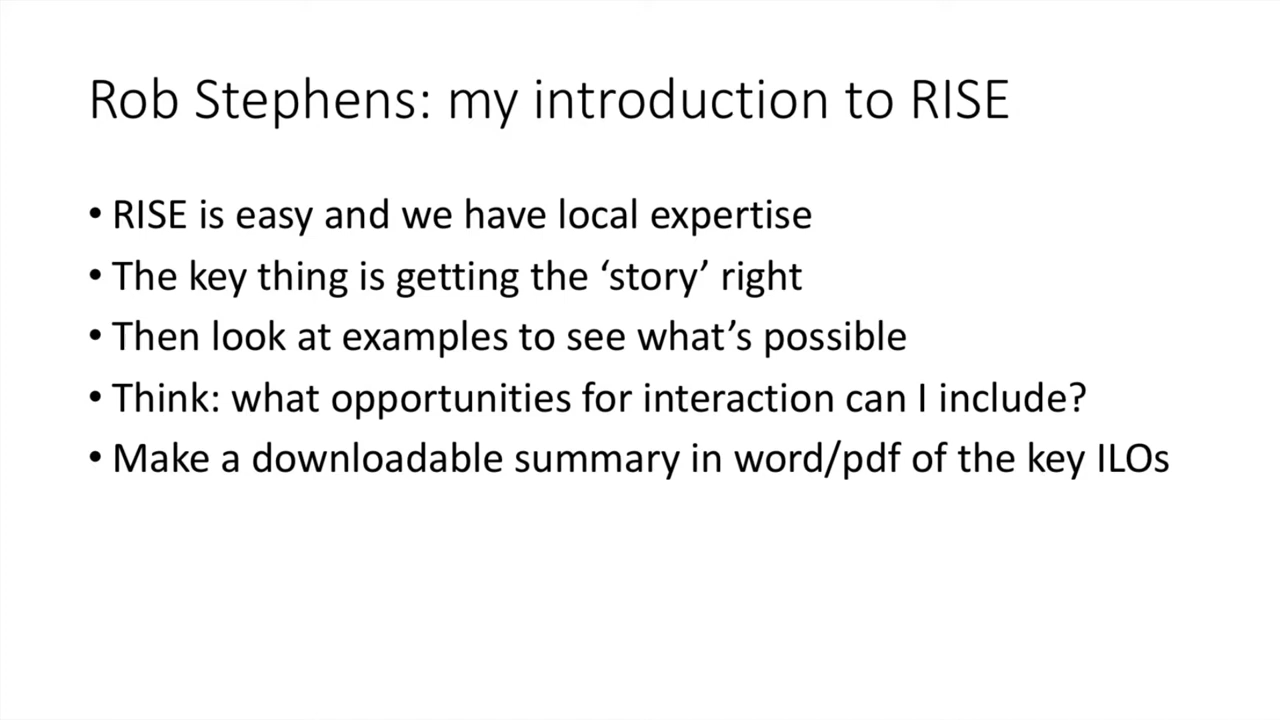 Rob Stephens: my introduction to RISE
• RISE is easy and we have local expertise
• The key thing is getting the ‘story’ right
• Then look at examples to see what’s possible
• Think: what opportunities for interaction can I include?
• Make a downloadable summary in word/pdf of the key ILOs